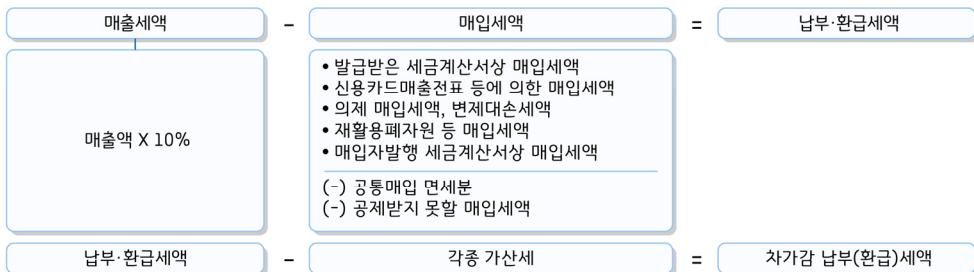 매출세액 - 매입세액 = 납부·환급세액
매출액 X 10%
• 발급받은 세금계산서상 매입세액
• 신용카드매출전표 등에 의한 매입세액
• 의제 매입세액, 변제대손세액
• 재활용폐자원 등 매입세액
• 매입자발행 세금계산서상 매입세액
(-) 공통매입 면세분
(-) 공제받지 못할 매입세액
납부·환급세액 - 각종 가산세 = 차가감 납부(환급)세액